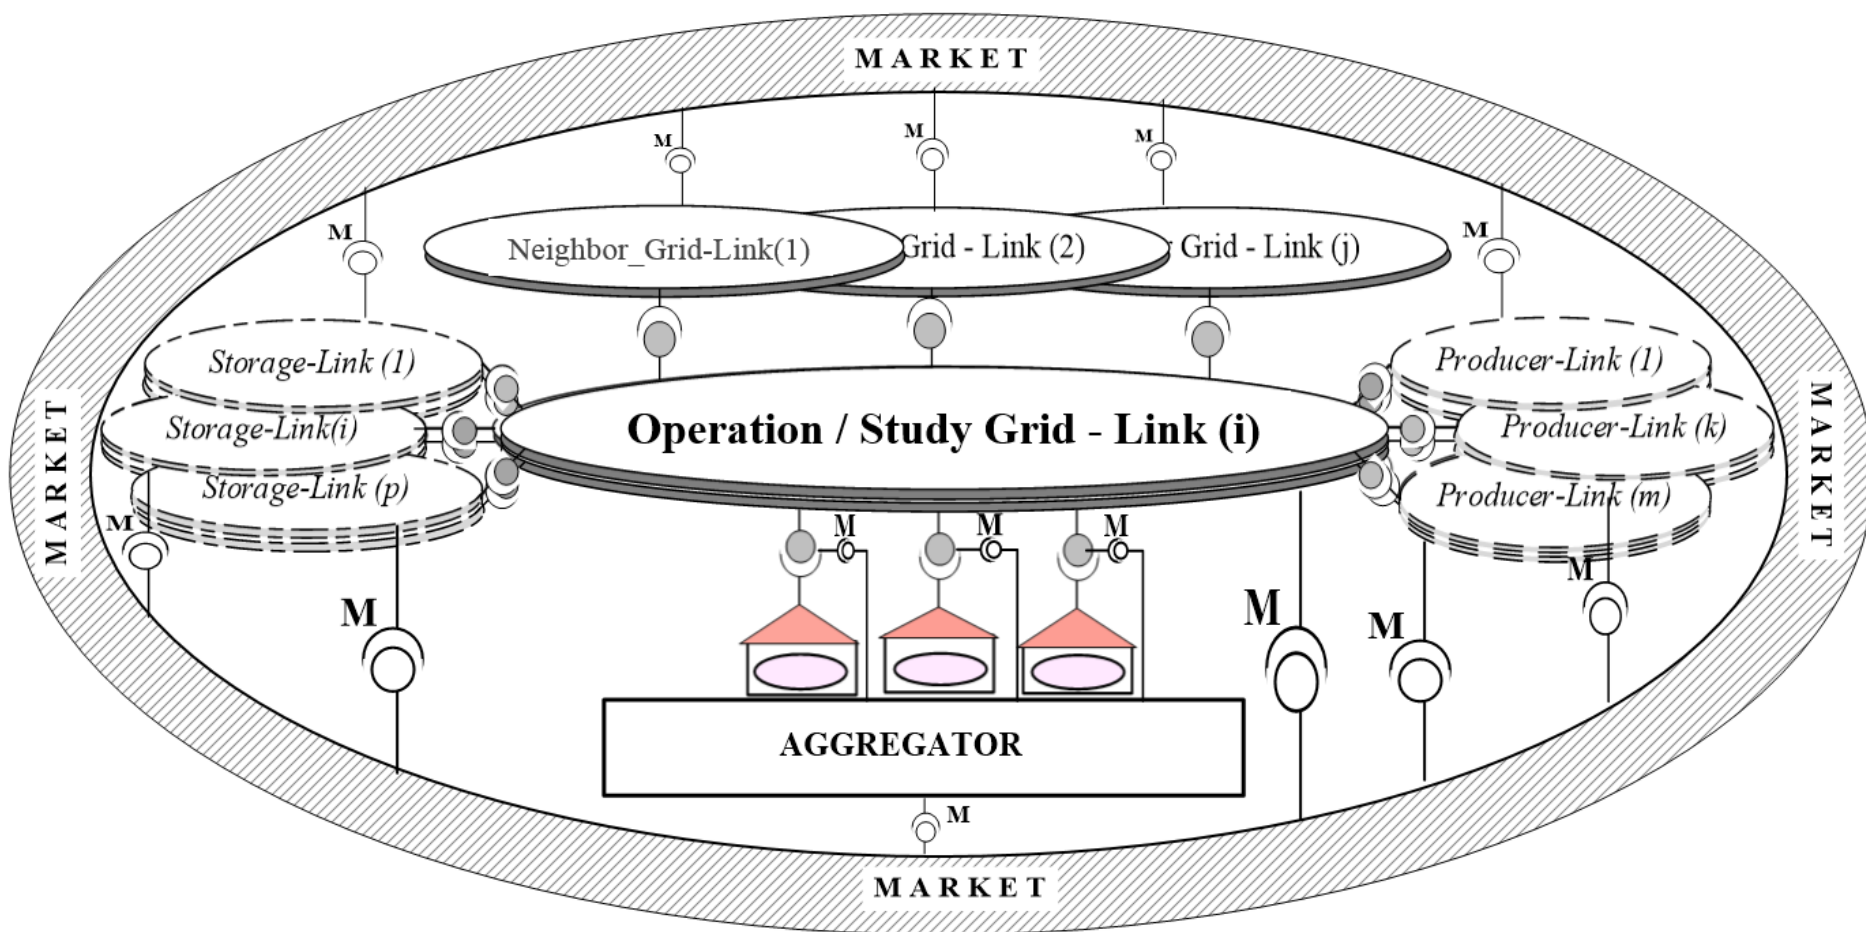 MARKET
M
M
M
M
M
Neighbor_Grid-Link(1)
Grid - Link (2)
Grid - Link (j)
Storage-Link (1)
Producer-Link (1)
Storage-Link(i)
Operation / Study Grid - Link (i)
Producer-Link (k)
Storage-Link (p)
Producer-Link (m)
MARKET
MARKET
M
M
M
M
M
M
M
M
AGGREGATOR
M
MARKET